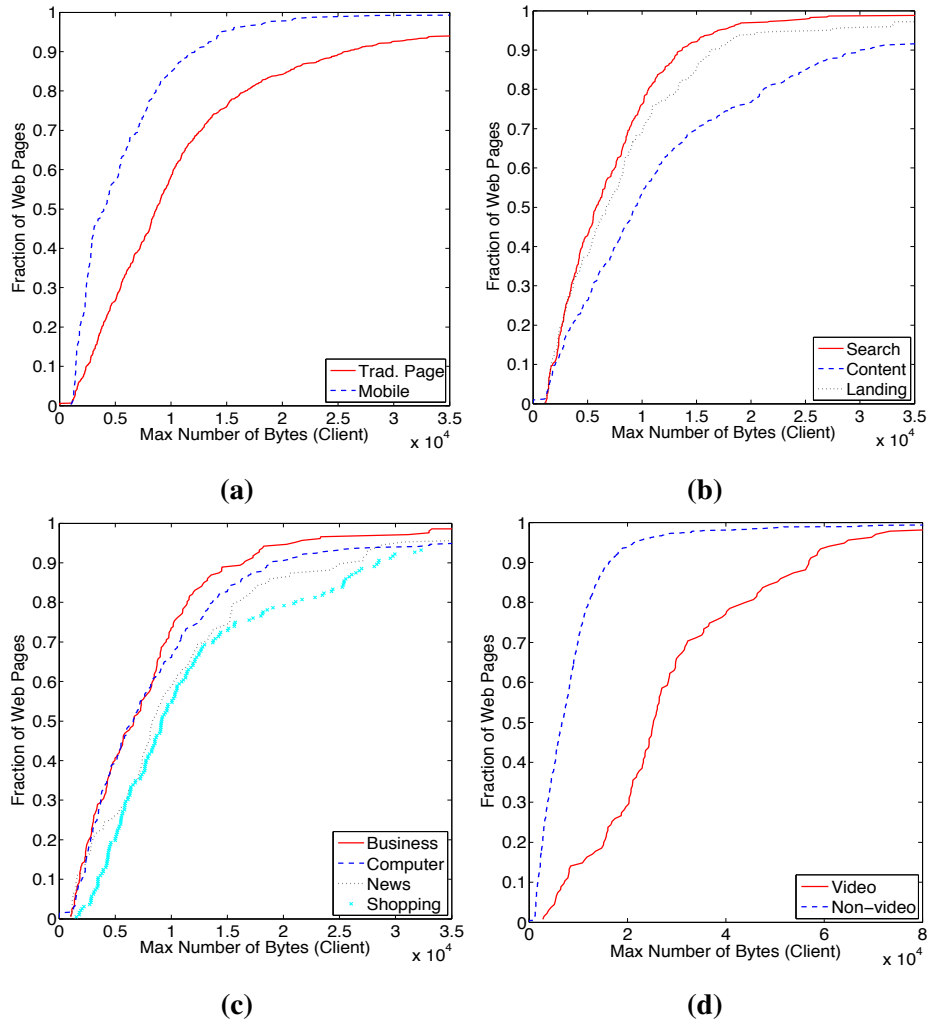 1
0.9
0.8
0.7
0.6
0.5
0.4
0.3
0.2
0.1
0
Fraction of Web Pages
Trad. Page
Mobile
0 0.5 1 1.5 2 2.5 3 3.5
Max Number of Bytes (Client)
x 10^4
(a)
1
0.9
0.8
0.7
0.6
0.5
0.4
0.3
0.2
0.1
0
Fraction of Web Pages
Search
Content
Landing
0 0.5 1 1.5 2 2.5 3 3.5
Max Number of Bytes (Client)
x 10^4
(b)
1
0.9
0.8
0.7
0.6
0.5
0.4
0.3
0.2
0.1
0
Fraction of Web Pages
Business
Computer
News
Shopping
0 0.5 1 1.5 2 2.5 3 3.5
Max Number of Bytes (Client)
x 10^4
(c)
1
0.9
0.8
0.7
0.6
0.5
0.4
0.3
0.2
0.1
0
Fraction of Web Pages
Video
Non-video
0 2 4 6 8
Max Number of Bytes (Client)
x 10^4
(d)